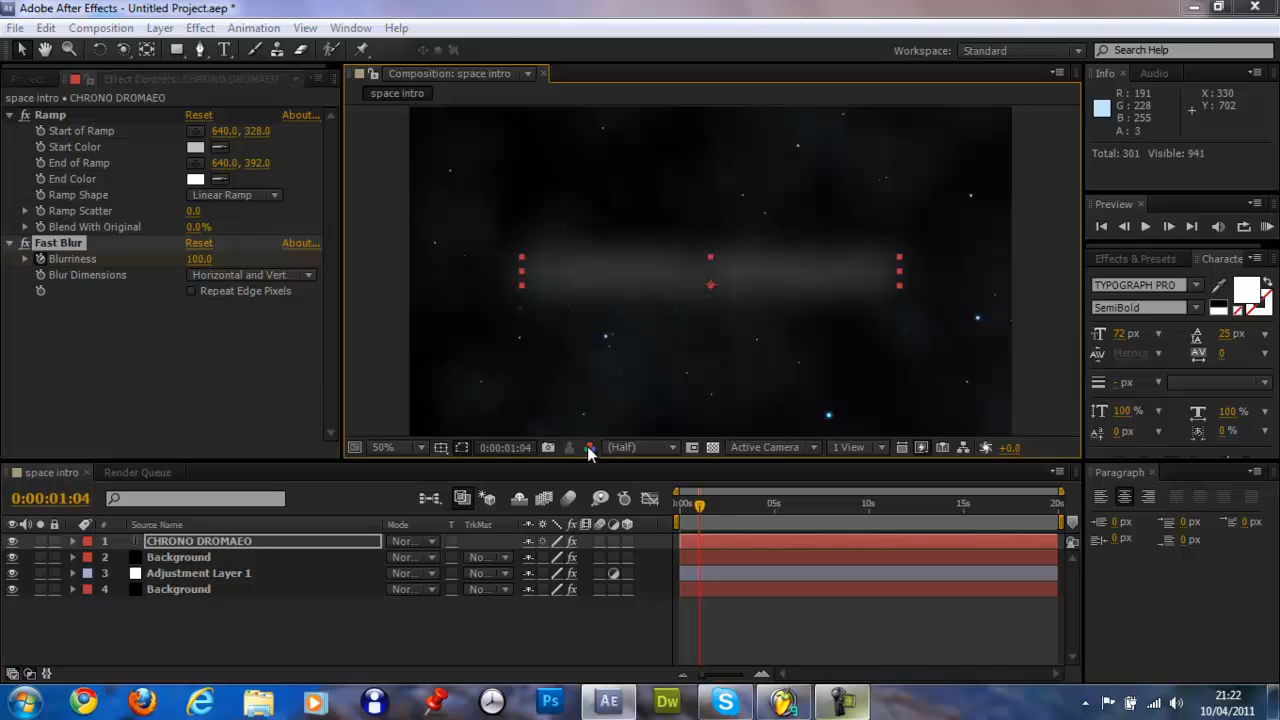 Adobe After Effects - Untitled Project.aep *
File Edit Composition Layer Effect Animation View Window Help
Workspace: Standard Search Help
Project Effect Controls: CHRONO DROMAEO
Composition: space intro
Info Audio
space intro • CHRONO DROMAEO
space intro
Ramp Reset About...
Start of Ramp 640.0, 328.0
Start Color
End of Ramp 640.0, 392.0
End Color
Ramp Shape Linear Ramp
Ramp Scatter 0.0
Blend With Original 0.0%
Fast Blur Reset About...
Blurriness 100.0
Blur Dimensions Horizontal and Vert...
Repeat Edge Pixels
R: 191 X: 330
G: 228 Y: 702
B: 255
A: 3
Total: 301 Visible: 941
Preview
Effects & Presets Characte
TYPOGRAPH PRO
SemiBold
72 px 25 px
Metrics 0
- px
100 % 100 %
0 px 0 %
50% 0:00:01:04 (Half) Active Camera 1 View +0.0
space intro Render Queue
Paragraph
0:00:01:04
:00s 05s 10s 15s 20s
# Source Name Mode T TrkMat
1 CHRONO DROMAEO Nor...
2 Background Nor... No...
3 Adjustment Layer 1 Nor... No...
4 Background Nor... No...
0 px 0 px 0 px
0 px 0 px
Ps Ae Dw
21:22
10/04/2011